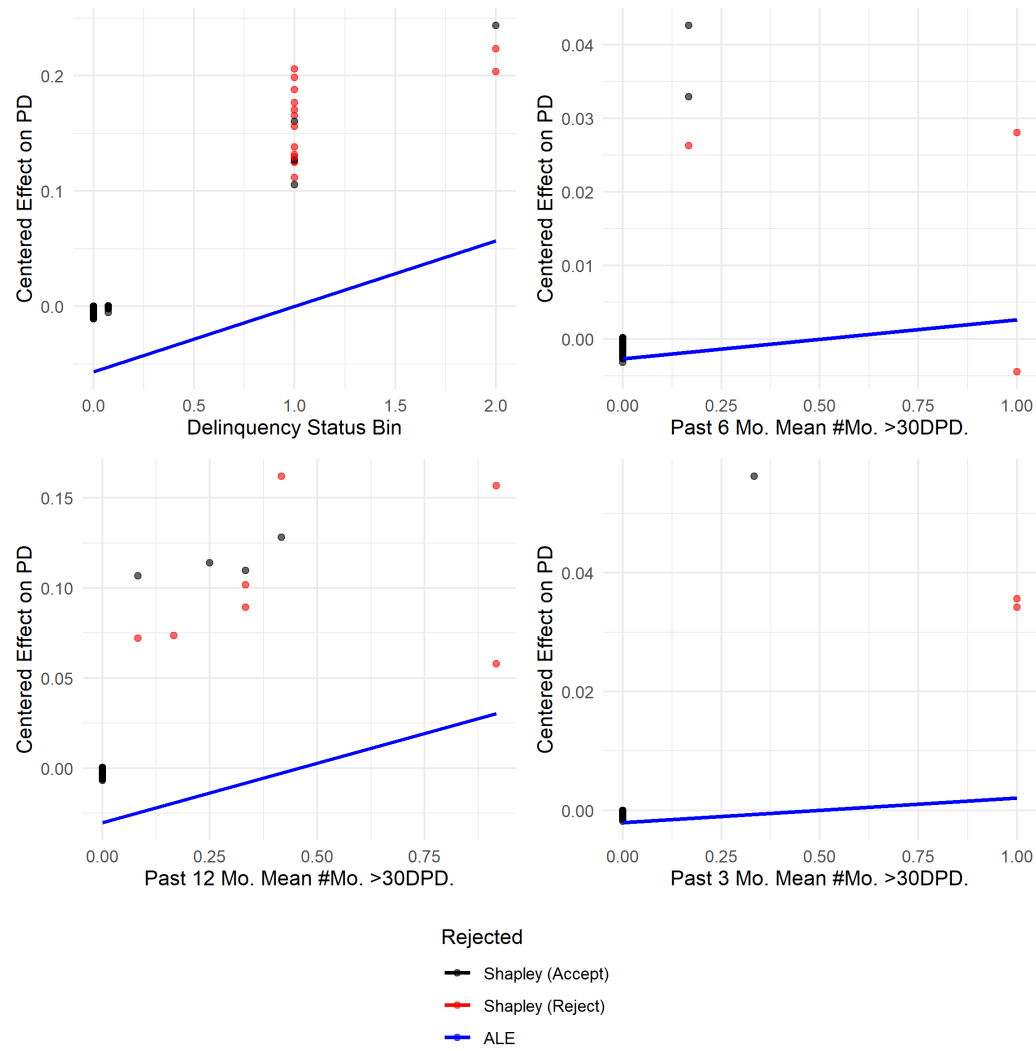 Centered Effect on PD
0.2
0.1
0.0
0.0 0.5 1.0 1.5 2.0
Delinquency Status Bin
Centered Effect on PD
0.04
0.03
0.02
0.01
0.00
0.00 0.25 0.50 0.75 1.00
Past 6 Mo. Mean #Mo. >30DPD.
Centered Effect on PD
0.15
0.10
0.05
0.00
0.00 0.25 0.50 0.75
Past 12 Mo. Mean #Mo. >30DPD.
Centered Effect on PD
0.04
0.02
0.00
0.00 0.25 0.50 0.75 1.00
Past 3 Mo. Mean #Mo. >30DPD.
Rejected
Shapley (Accept)
Shapley (Reject)
ALE